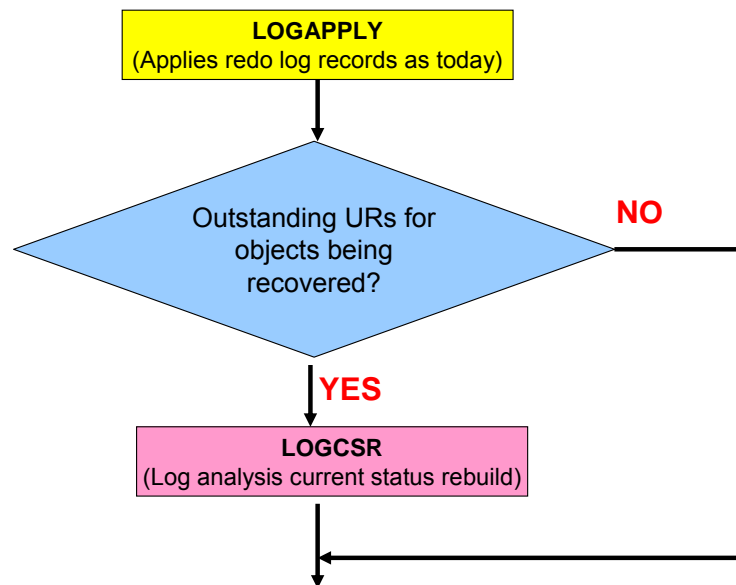 LOGAPPLY
(Applies redo log records as today)
Outstanding URs for
objects being
recovered?
NO
YES
LOGCSR
(Log analysis current status rebuild)